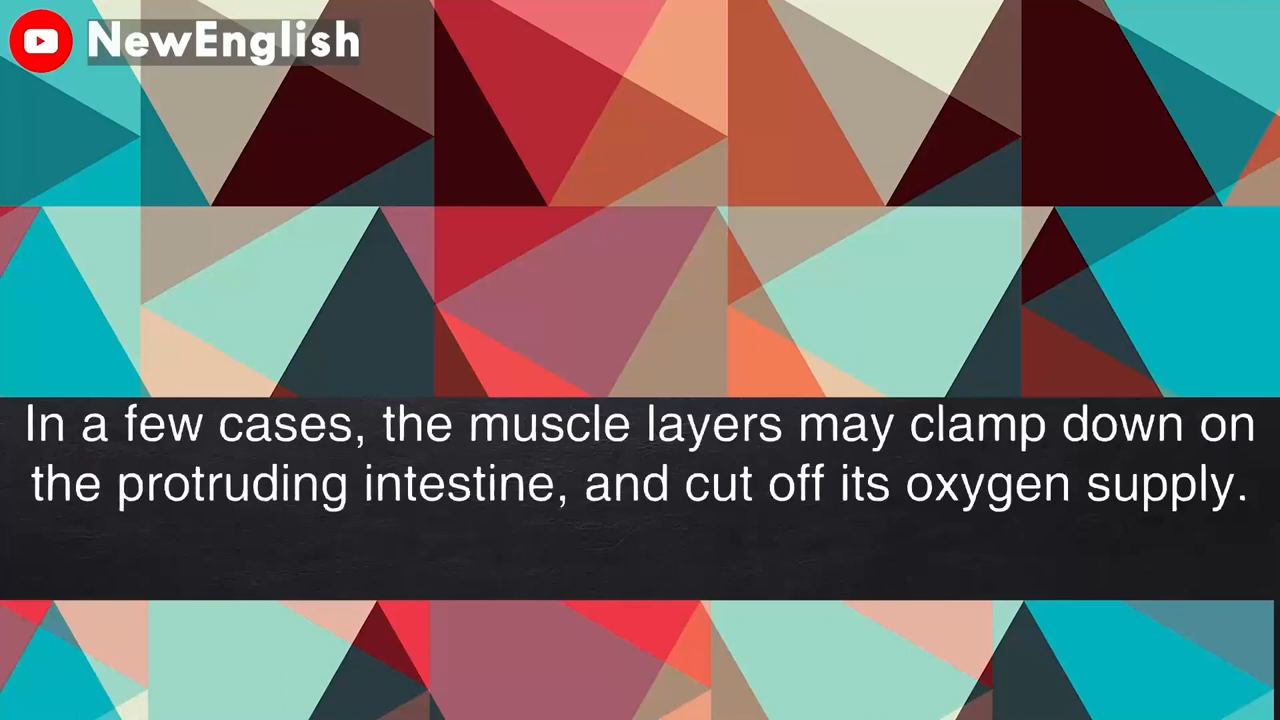 NewEnglish
In a few cases, the muscle layers may clamp down on
the protruding intestine, and cut off its oxygen supply.